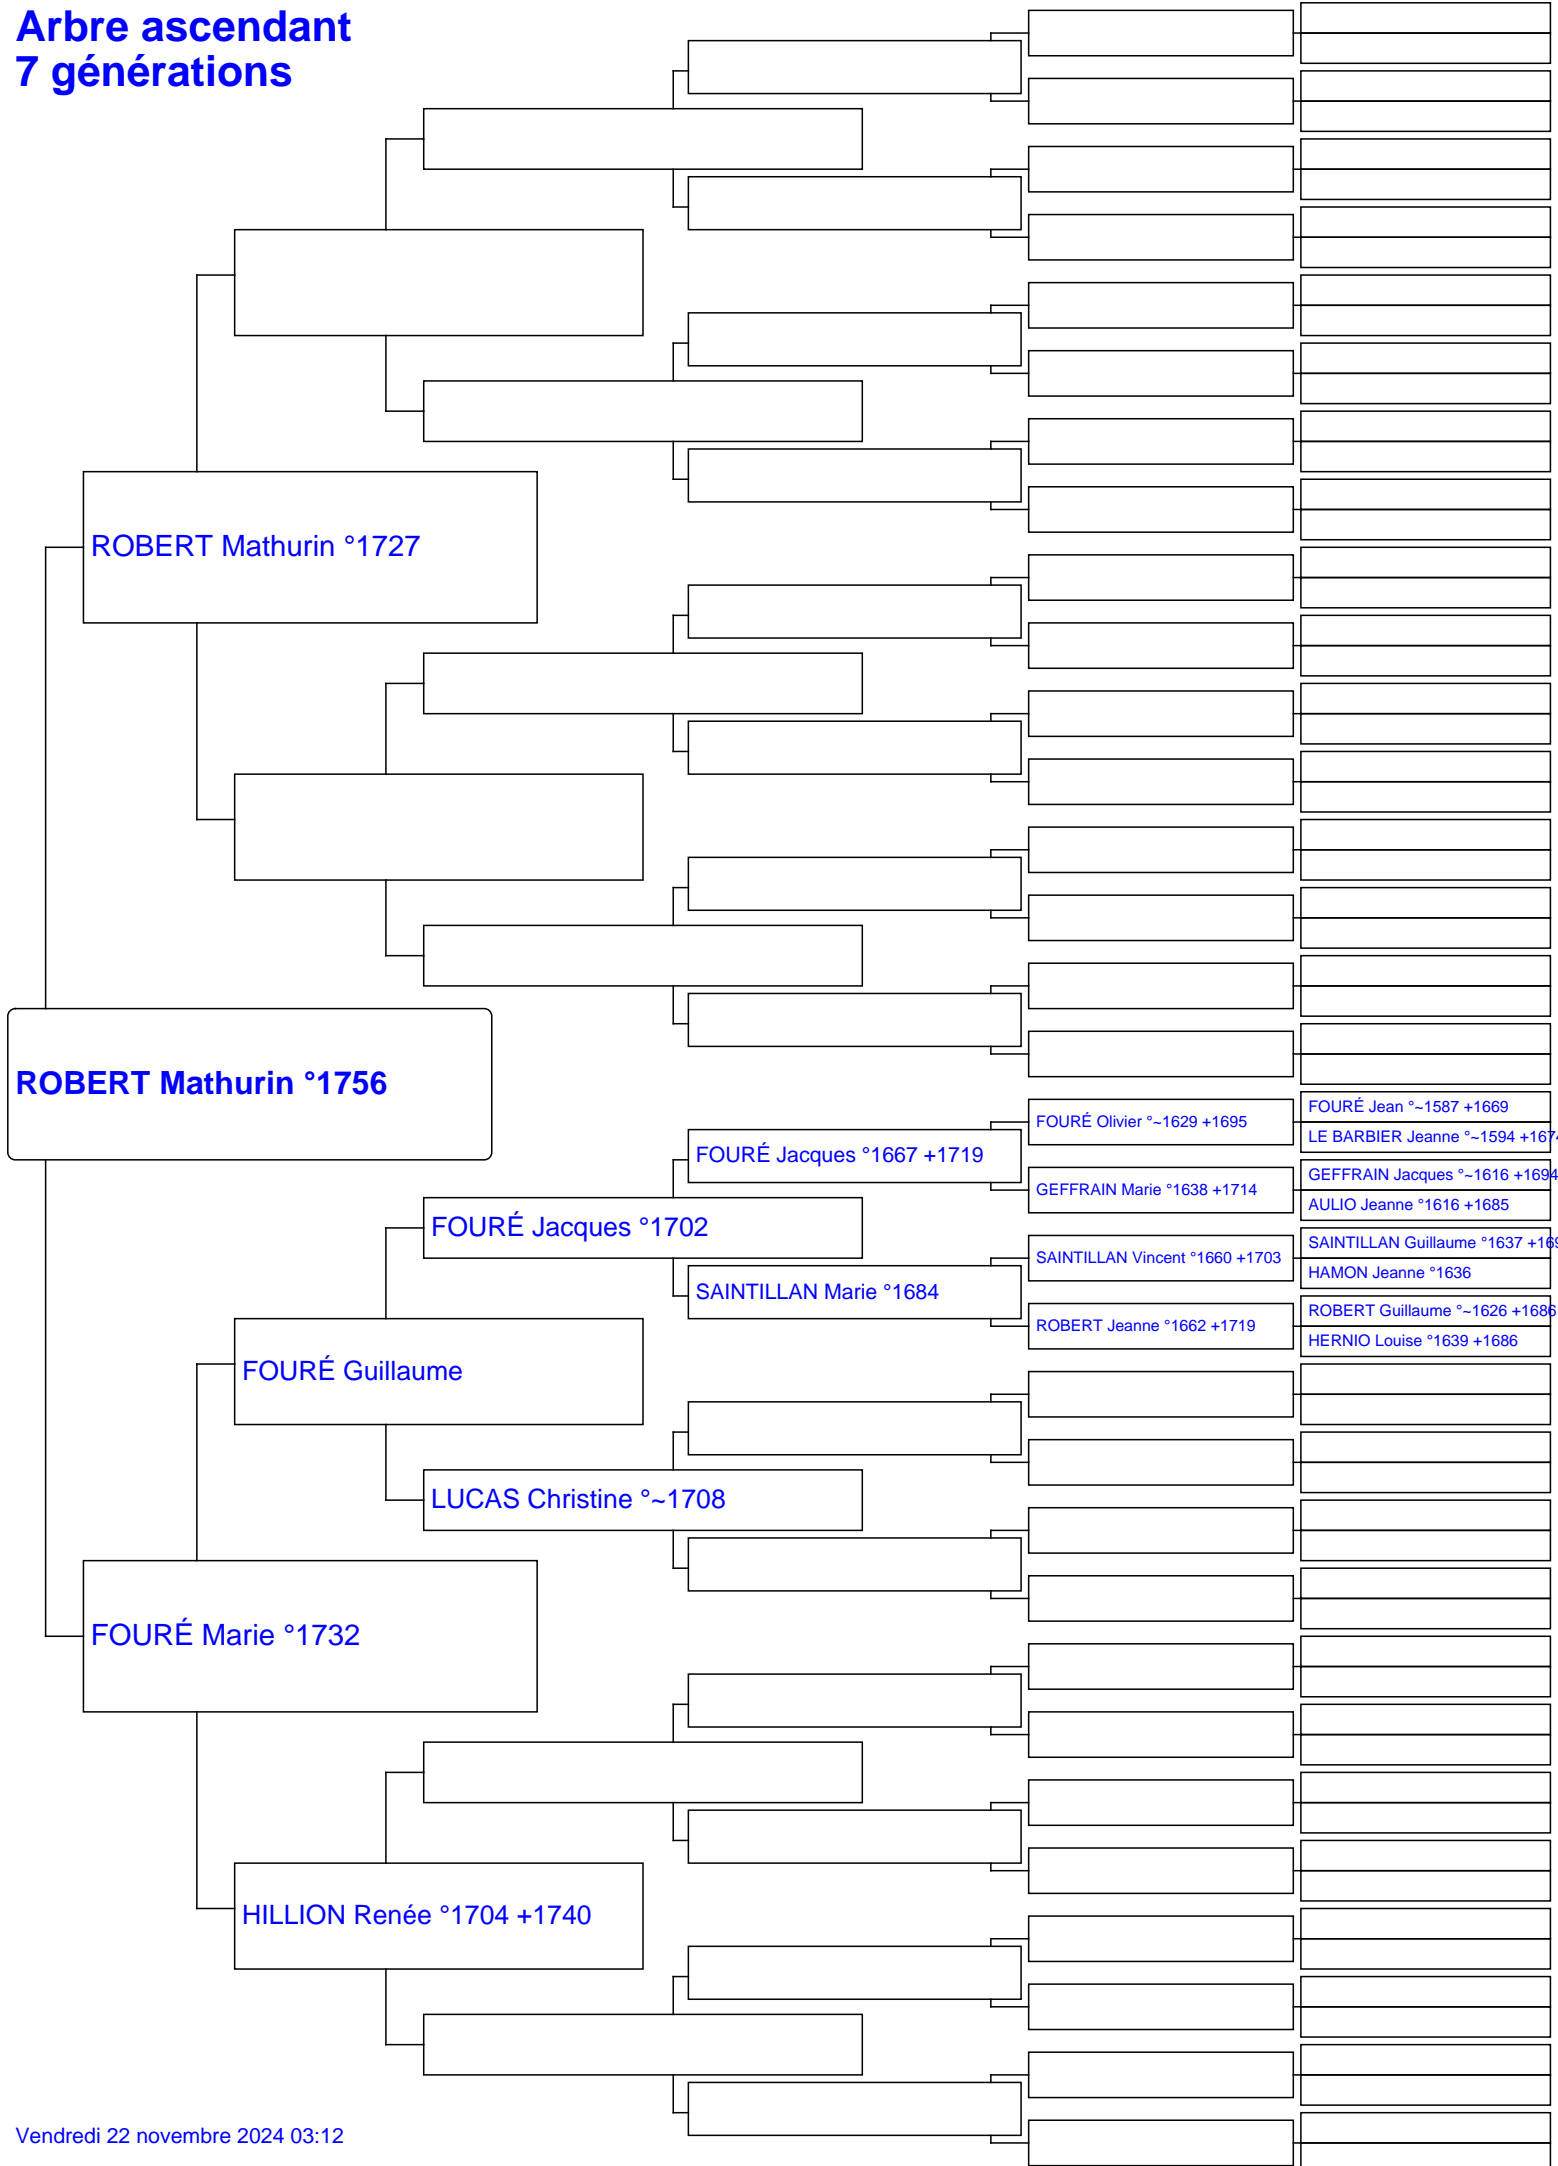 Arbre ascendant
7 générations
ROBERT Mathurin °1727
ROBERT Mathurin °1756
FOURÉ Jean °~1587 +1669
FOURÉ Olivier °~1629 +1695
LE BARBIER Jeanne °~1594 +1674
FOURÉ Jacques °1667 +1719
GEFFRAIN Jacques °~1616 +1694
GEFFRAIN Marie °1638 +1714
AULIO Jeanne °1616 +1685
FOURÉ Jacques °1702
SAINTILLAN Guillaume °1637 +169
SAINTILLAN Vincent °1660 +1703
HAMON Jeanne °1636
SAINTILLAN Marie °1684
ROBERT Guillaume °~1626 +1686
ROBERT Jeanne °1662 +1719
HERNIO Louise °1639 +1686
FOURÉ Guillaume
LUCAS Christine °~1708
FOURÉ Marie °1732
HILLION Renée °1704 +1740
Vendredi 22 novembre 2024 03:12